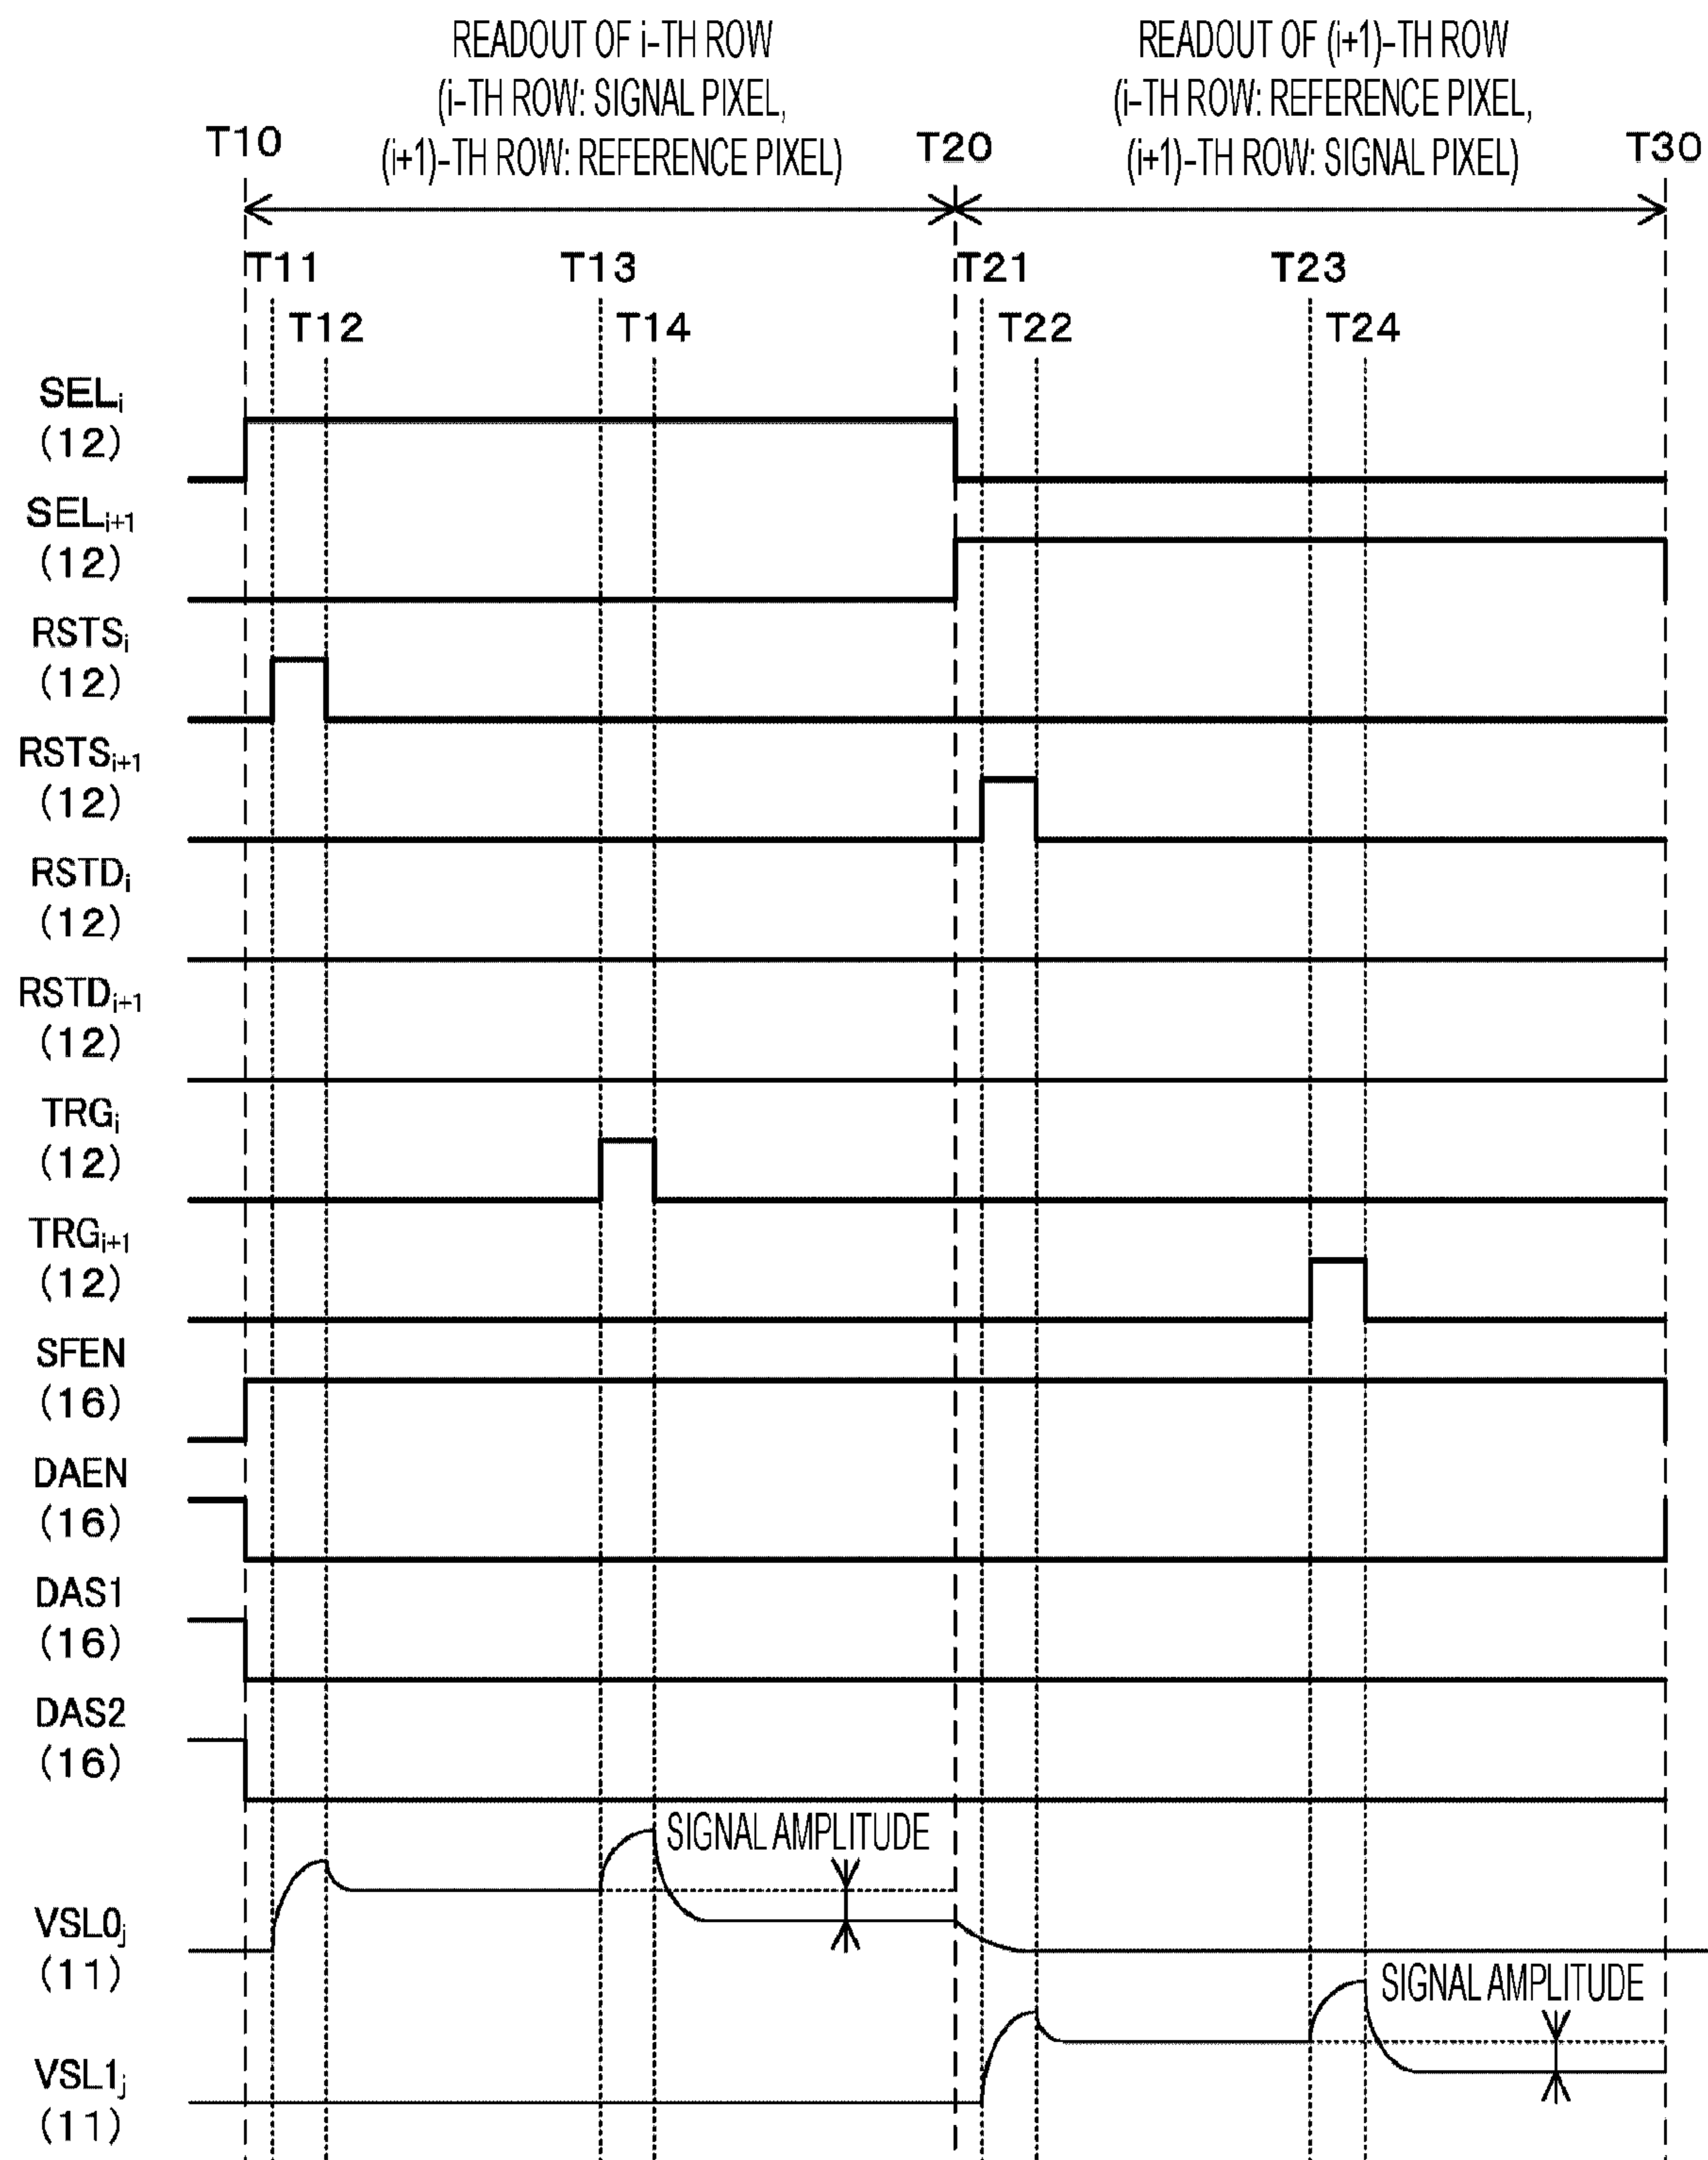 READOUT OF i-TH ROW
(i-TH ROW: SIGNAL PIXEL,
(i+1)-TH ROW: REFERENCE PIXEL)
READOUT OF (i+1)-TH ROW
(i-TH ROW: REFERENCE PIXEL,
(i+1)-TH ROW: SIGNAL PIXEL)
T10
T20
T30
T11
T13
T21
T23
T12
T14
T22
T24
SELi
(12)
SELi+1
(12)
RSTSi
(12)
RSTSi+1
(12)
RSTDi
(12)
RSTDi+1
(12)
TRGi
(12)
TRGi+1
(12)
SFEN
(16)
DAEN
(16)
DAS1
(16)
DAS2
(16)
SIGNAL AMPLITUDE
VSL0j
(11)
SIGNAL AMPLITUDE
VSL1j
(11)